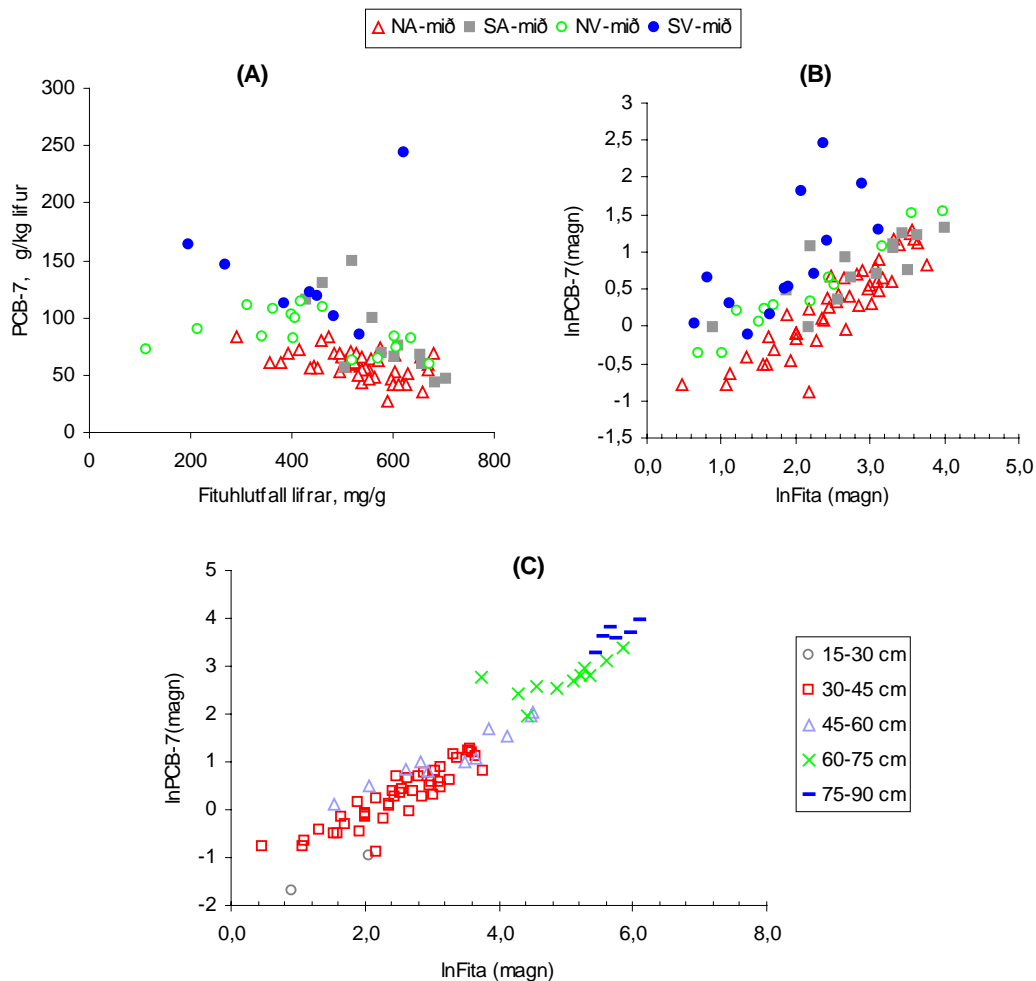 NA-mið SA-mið NV-mið SV-mið
(A)
300
250
200
150
100
50
0
PCB-7, g/kg lifur
0 200 400 600 800
Fituhlutfall lifrar, mg/g
(B)
3
2,5
2
1,5
1
0,5
0
-0,5
-1
-1,5
lnPCB-7(magn)
0,0 1,0 2,0 3,0 4,0 5,0
lnFita (magn)
(C)
5
4
3
2
1
0
-1
-2
lnPCB-7(magn)
0,0 2,0 4,0 6,0 8,0
lnFita (magn)
15-30 cm
30-45 cm
45-60 cm
60-75 cm
75-90 cm